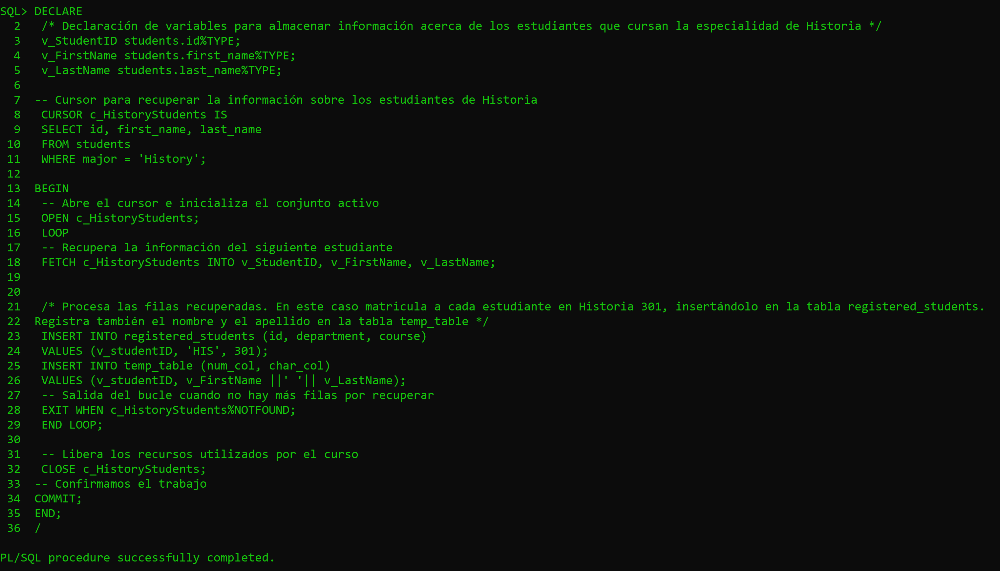 SQL> DECLARE
2 /* Declaración de variables para almacenar información acerca de los estudiantes que cursan la especialidad de Historia */
3 v_StudentID students.id%TYPE;
4 v_FirstName students.first_name%TYPE;
5 v_LastName students.last_name%TYPE;
6
7 -- Cursor para recuperar la información sobre los estudiantes de Historia
8 CURSOR c_HistoryStudents IS
9 SELECT id, first_name, last_name
10 FROM students
11 WHERE major = 'History';
12
13 BEGIN
14 -- Abre el cursor e inicializa el conjunto activo
15 OPEN c_HistoryStudents;
16 LOOP
17 -- Recupera la información del siguiente estudiante
18 FETCH c_HistoryStudents INTO v_StudentID, v_FirstName, v_LastName;
19
20
21 /* Procesa las filas recuperadas. En este caso matricula a cada estudiante en Historia 301, insertándolo en la tabla registered_students.
22 Registra también el nombre y el apellido en la tabla temp_table */
23 INSERT INTO registered_students (id, department, course)
24 VALUES (v_studentID, 'HIS', 301);
25 INSERT INTO temp_table (num_col, char_col)
26 VALUES (v_studentID, v_FirstName ||' '|| v_LastName);
27 -- Salida del bucle cuando no hay más filas por recuperar
28 EXIT WHEN c_HistoryStudents%NOTFOUND;
29 END LOOP;
30
31 -- Libera los recursos utilizados por el curso
32 CLOSE c_HistoryStudents;
33 -- Confirmamos el trabajo
34 COMMIT;
35 END;
36 /
PL/SQL procedure successfully completed.